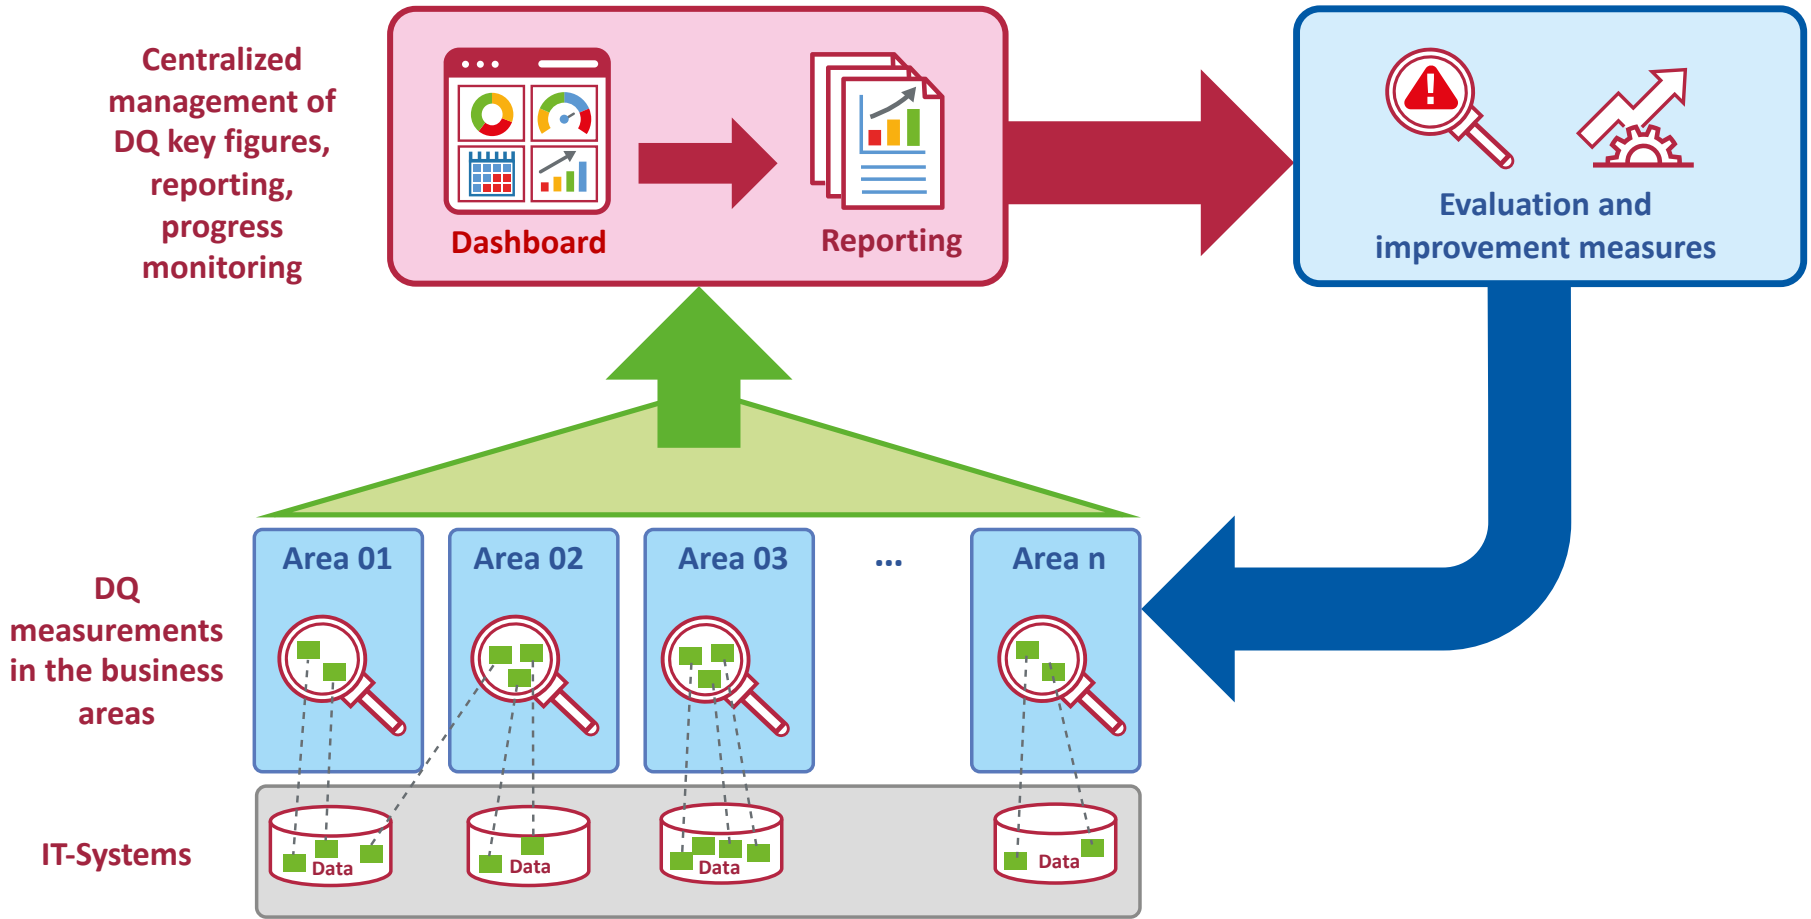 Centralized
management of
DQ key figures,
reporting,
progress
monitoring
Dashboard
Reporting
Evaluation and
improvement measures
DQ
measurements
in the business
areas
Area 01
Area 02
Area 03
...
Area n
IT-Systems
Data
Data
Data
Data